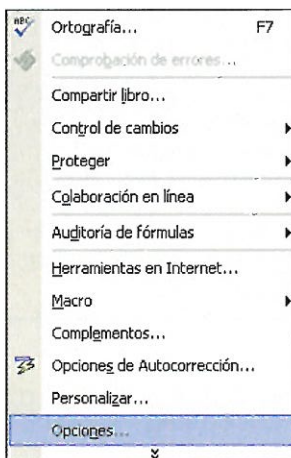 ABC Ortografía... F7
Comprobación de errores...
Compartir libro...
Control de cambios
Proteger
Colaboración en línea
Auditoría de fórmulas
Herramientas en Internet...
Macro
Complementos...
Opciones de Autocorrección...
Personalizar...
Opciones...